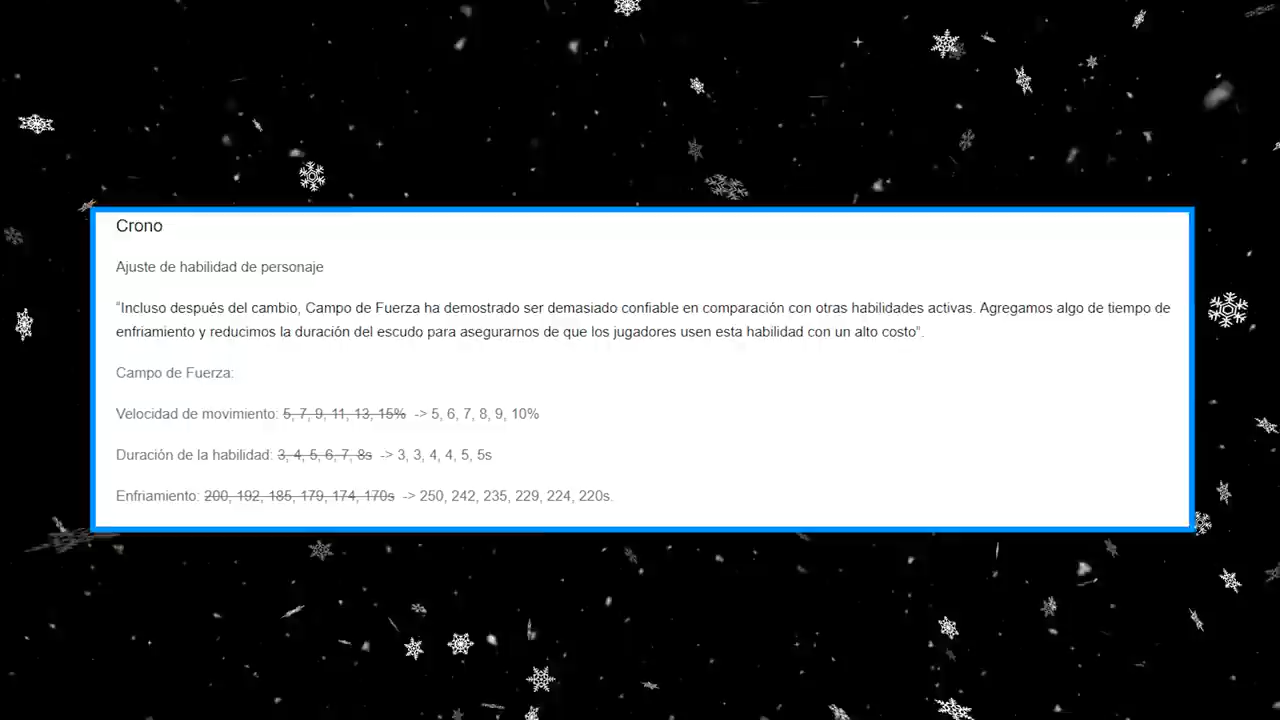 Crono
Ajuste de habilidad de personaje
“Incluso después del cambio, Campo de Fuerza ha demostrado ser demasiado confiable en comparación con otras habilidades activas. Agregamos algo de tiempo de
enfriamiento y reducimos la duración del escudo para asegurarnos de que los jugadores usen esta habilidad con un alto costo”.
Campo de Fuerza:
Velocidad de movimiento: 5, 7, 9, 11, 13, 15% -> 5, 6, 7, 8, 9, 10%
Duración de la habilidad: 3, 4, 5, 6, 7, 8s -> 3, 3, 4, 4, 5, 5s
Enfriamiento: 200, 192, 185, 179, 174, 170s -> 250, 242, 235, 229, 224, 220s.